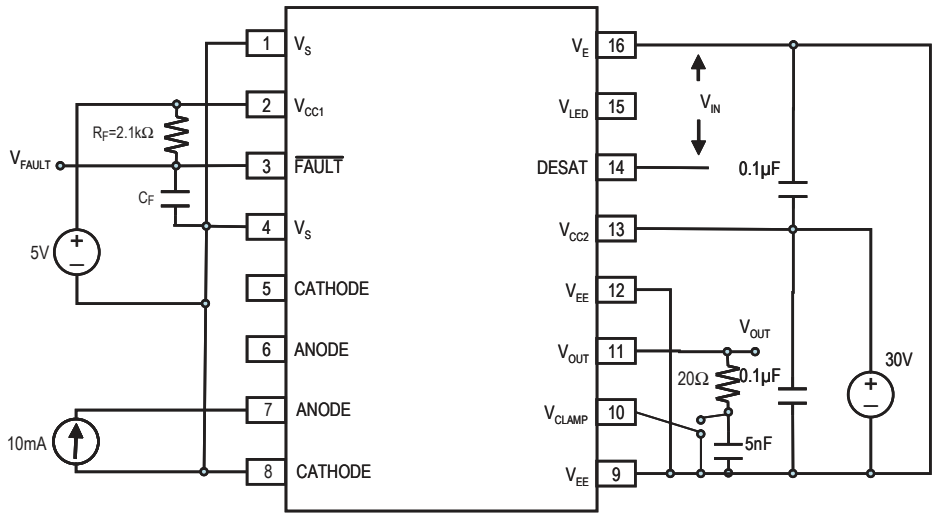 1 V_S
V_E 16
2 V_CC1
V_LED 15
V_IN
R_F=2.1kΩ
V_FAULT
3 FAULT
DESAT 14
0.1µF
C_F
4 V_S
V_CC2 13
5V
+
–
5 CATHODE
V_EE 12
6 ANODE
V_OUT 11
V_OUT
20Ω
0.1µF
30V
+
–
7 ANODE
V_CLAMP 10
10mA
5nF
8 CATHODE
V_EE 9